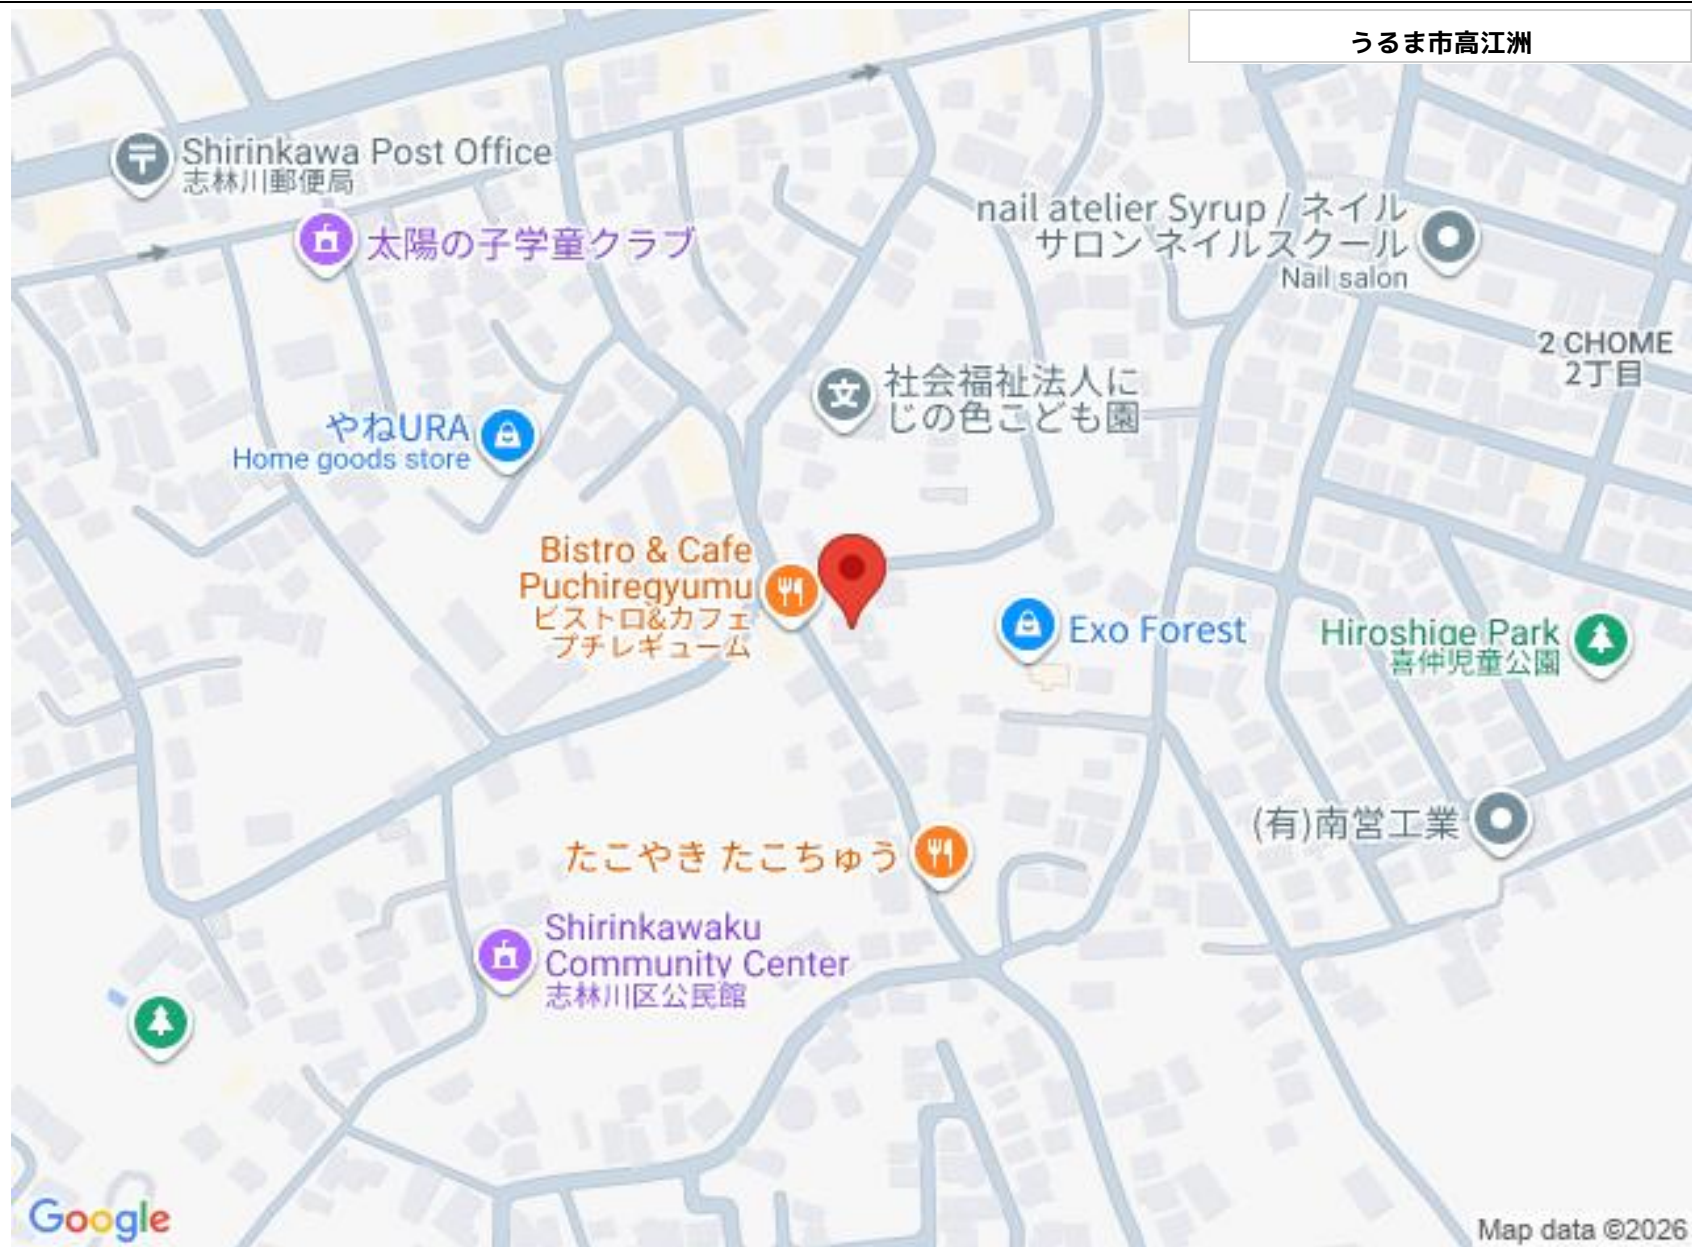 うるま市高江洲
Shirinkawa Post Office
志林川郵便局
太陽の子学童クラブ
nail atelier Syrup / ネイル
サロン ネイルスクール
Nail salon
2 CHOME
2丁目
社会福祉法人に
じの色こども園
やねURA
Home goods store
Bistro & Cafe
Puchiregyumu
ビストロ&カフェ
プチレギューム
Exo Forest
Hiroshige Park
喜仲児童公園
(有)南営工業
たこやき たこちゅう
Shirinkawaku
Community Center
志林川区公民館
Google
Map data ©2026